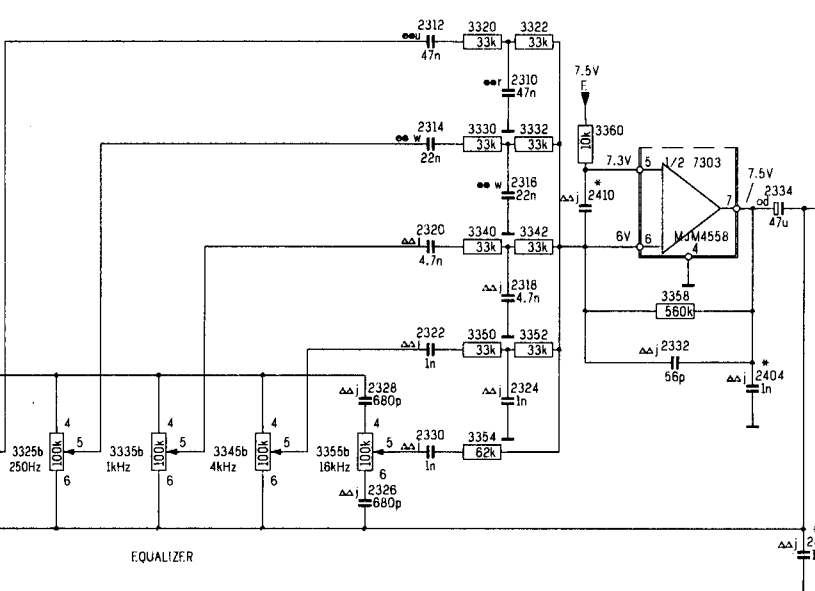 2312
3320
3322
u
33k
33k
47n
7.5V
E
r 2310
47n
2314
3330
3332
3360
10k
w
33k
33k
22n
7.3V
5
1/2 7303
7.5V
w 2316
22n
*
j 2410
7
od
2334
47u
2320
3340
3342
6V
6
MJM4558
4
j
33k
33k
4.7n
j 2318
4.7n
3358
560k
2322
3350
3352
j 2332
j
33k
33k
56p
1n
*
j 2404
1n
j 2328
680p
j 2324
1n
4
4
4
4
3325b
100k
5
3335b
100k
5
3345b
100k
5
3355b
100k
5
j 2330
3354
250Hz
1kHz
4kHz
16kHz
1n
62k
6
6
6
6
j 2326
680p
EQUALIZER
j